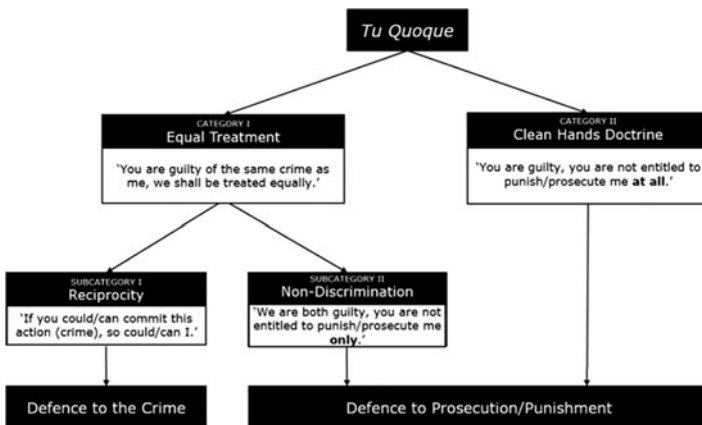 Tu Quoque
CATEGORY I
Equal Treatment
‘You are guilty of the same crime as
me, we shall be treated equally.’
CATEGORY II
Clean Hands Doctrine
‘You are guilty, you are not entitled to
punish/prosecute me at all.’
SUBCATEGORY I
Reciprocity
‘If you could/can commit this
action (crime), so could/can I.’
SUBCATEGORY II
Non-Discrimination
‘We are both guilty, you are not
entitled to punish/prosecute me
only.’
Defence to the Crime
Defence to Prosecution/Punishment